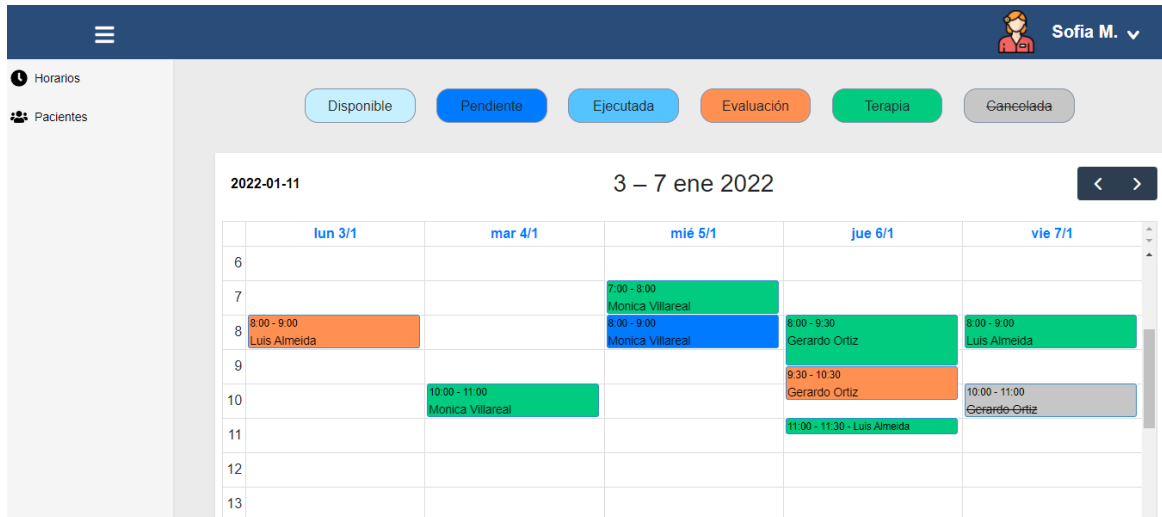 Sofia M.
Horarios
Pacientes
Disponible
Pendiente
Ejecutada
Evaluación
Terapia
Cancelada
2022-01-11
3 – 7 ene 2022
lun 3/1
mar 4/1
mié 5/1
jue 6/1
vie 7/1
6
7
7:00 - 8:00
Monica Villareal
8
8:00 - 9:00
Luis Almeida
8:00 - 9:00
Monica Villareal
8:00 - 9:30
Gerardo Ortiz
8:00 - 9:00
Luis Almeida
9
9:30 - 10:30
Gerardo Ortiz
10
10:00 - 11:00
Monica Villareal
10:00 - 11:00
Gerardo Ortiz
11
11:00 - 11:30 - Luis Almeida
12
13